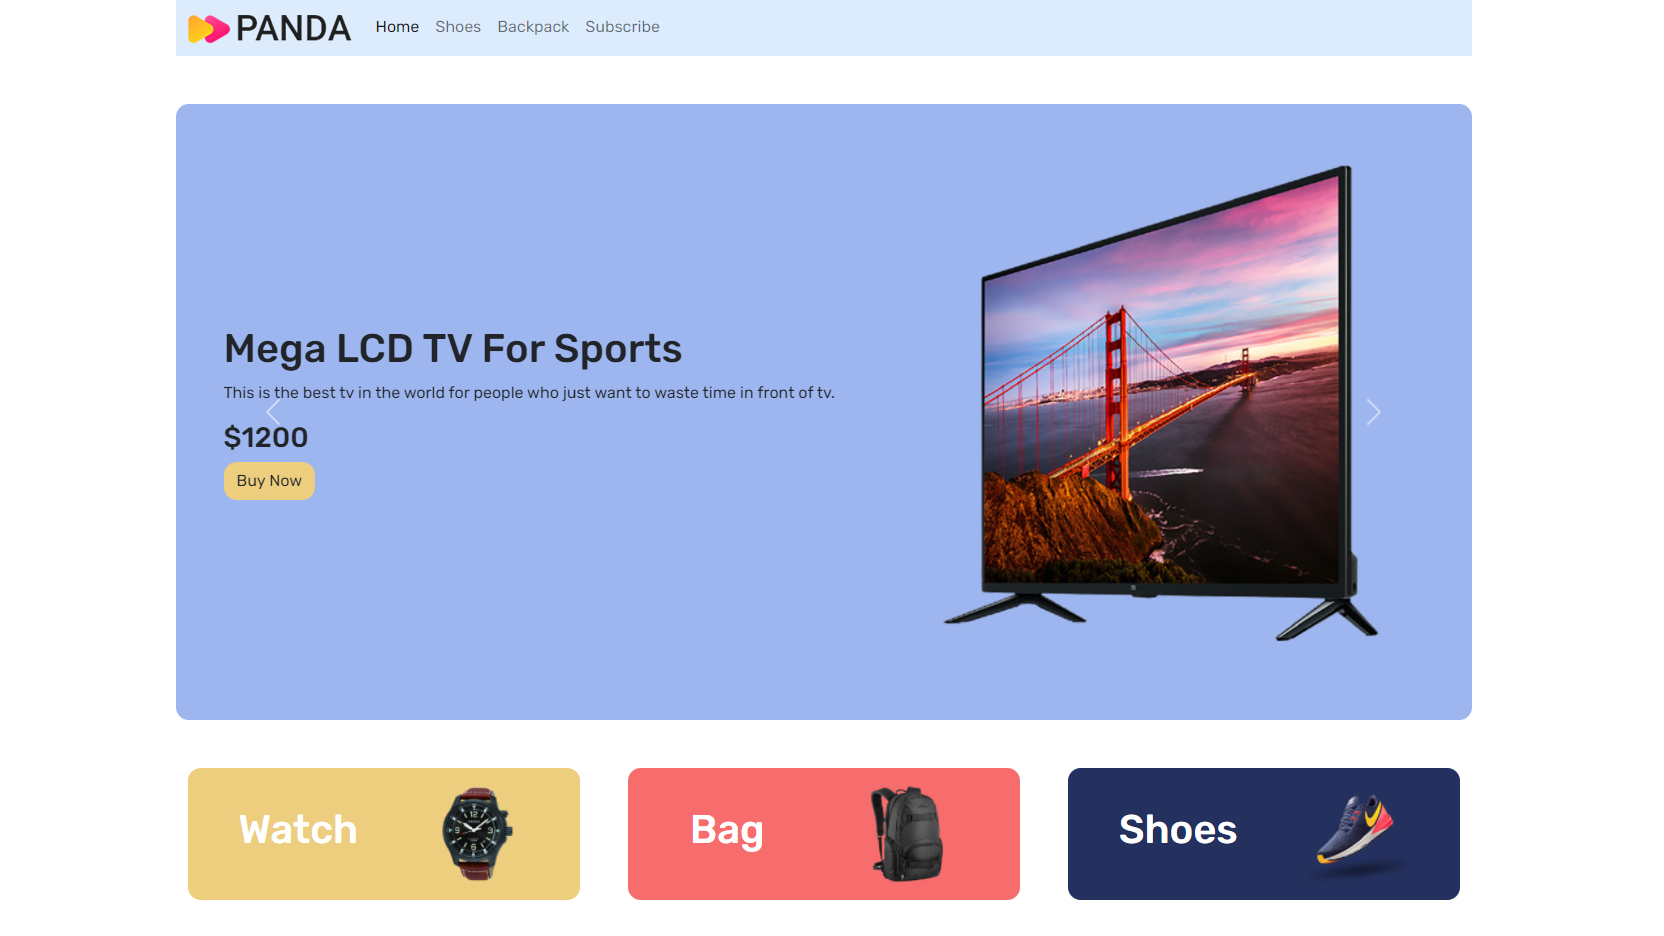 PANDA Home Shoes Backpack Subscribe
Mega LCD TV For Sports
This is the best tv in the world for people who just want to waste time in front of tv.
$1200
Buy Now
Watch
Bag
Shoes